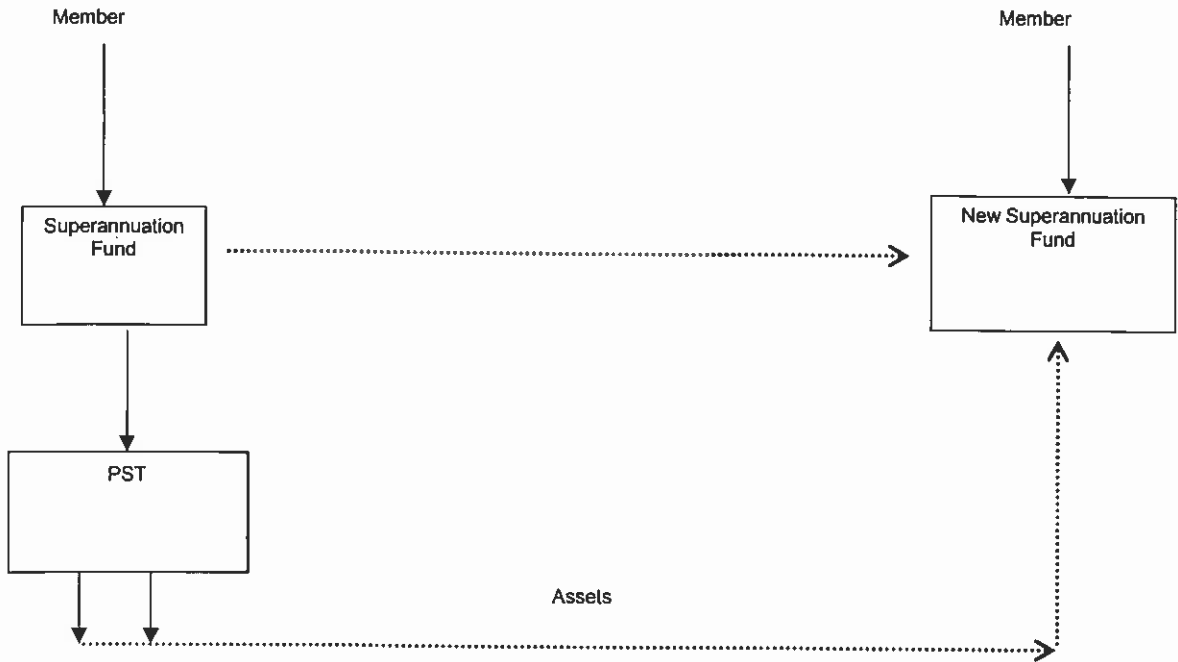 Member
Member
Superannuation
Fund
New Superannuation
Fund
PST
Assets